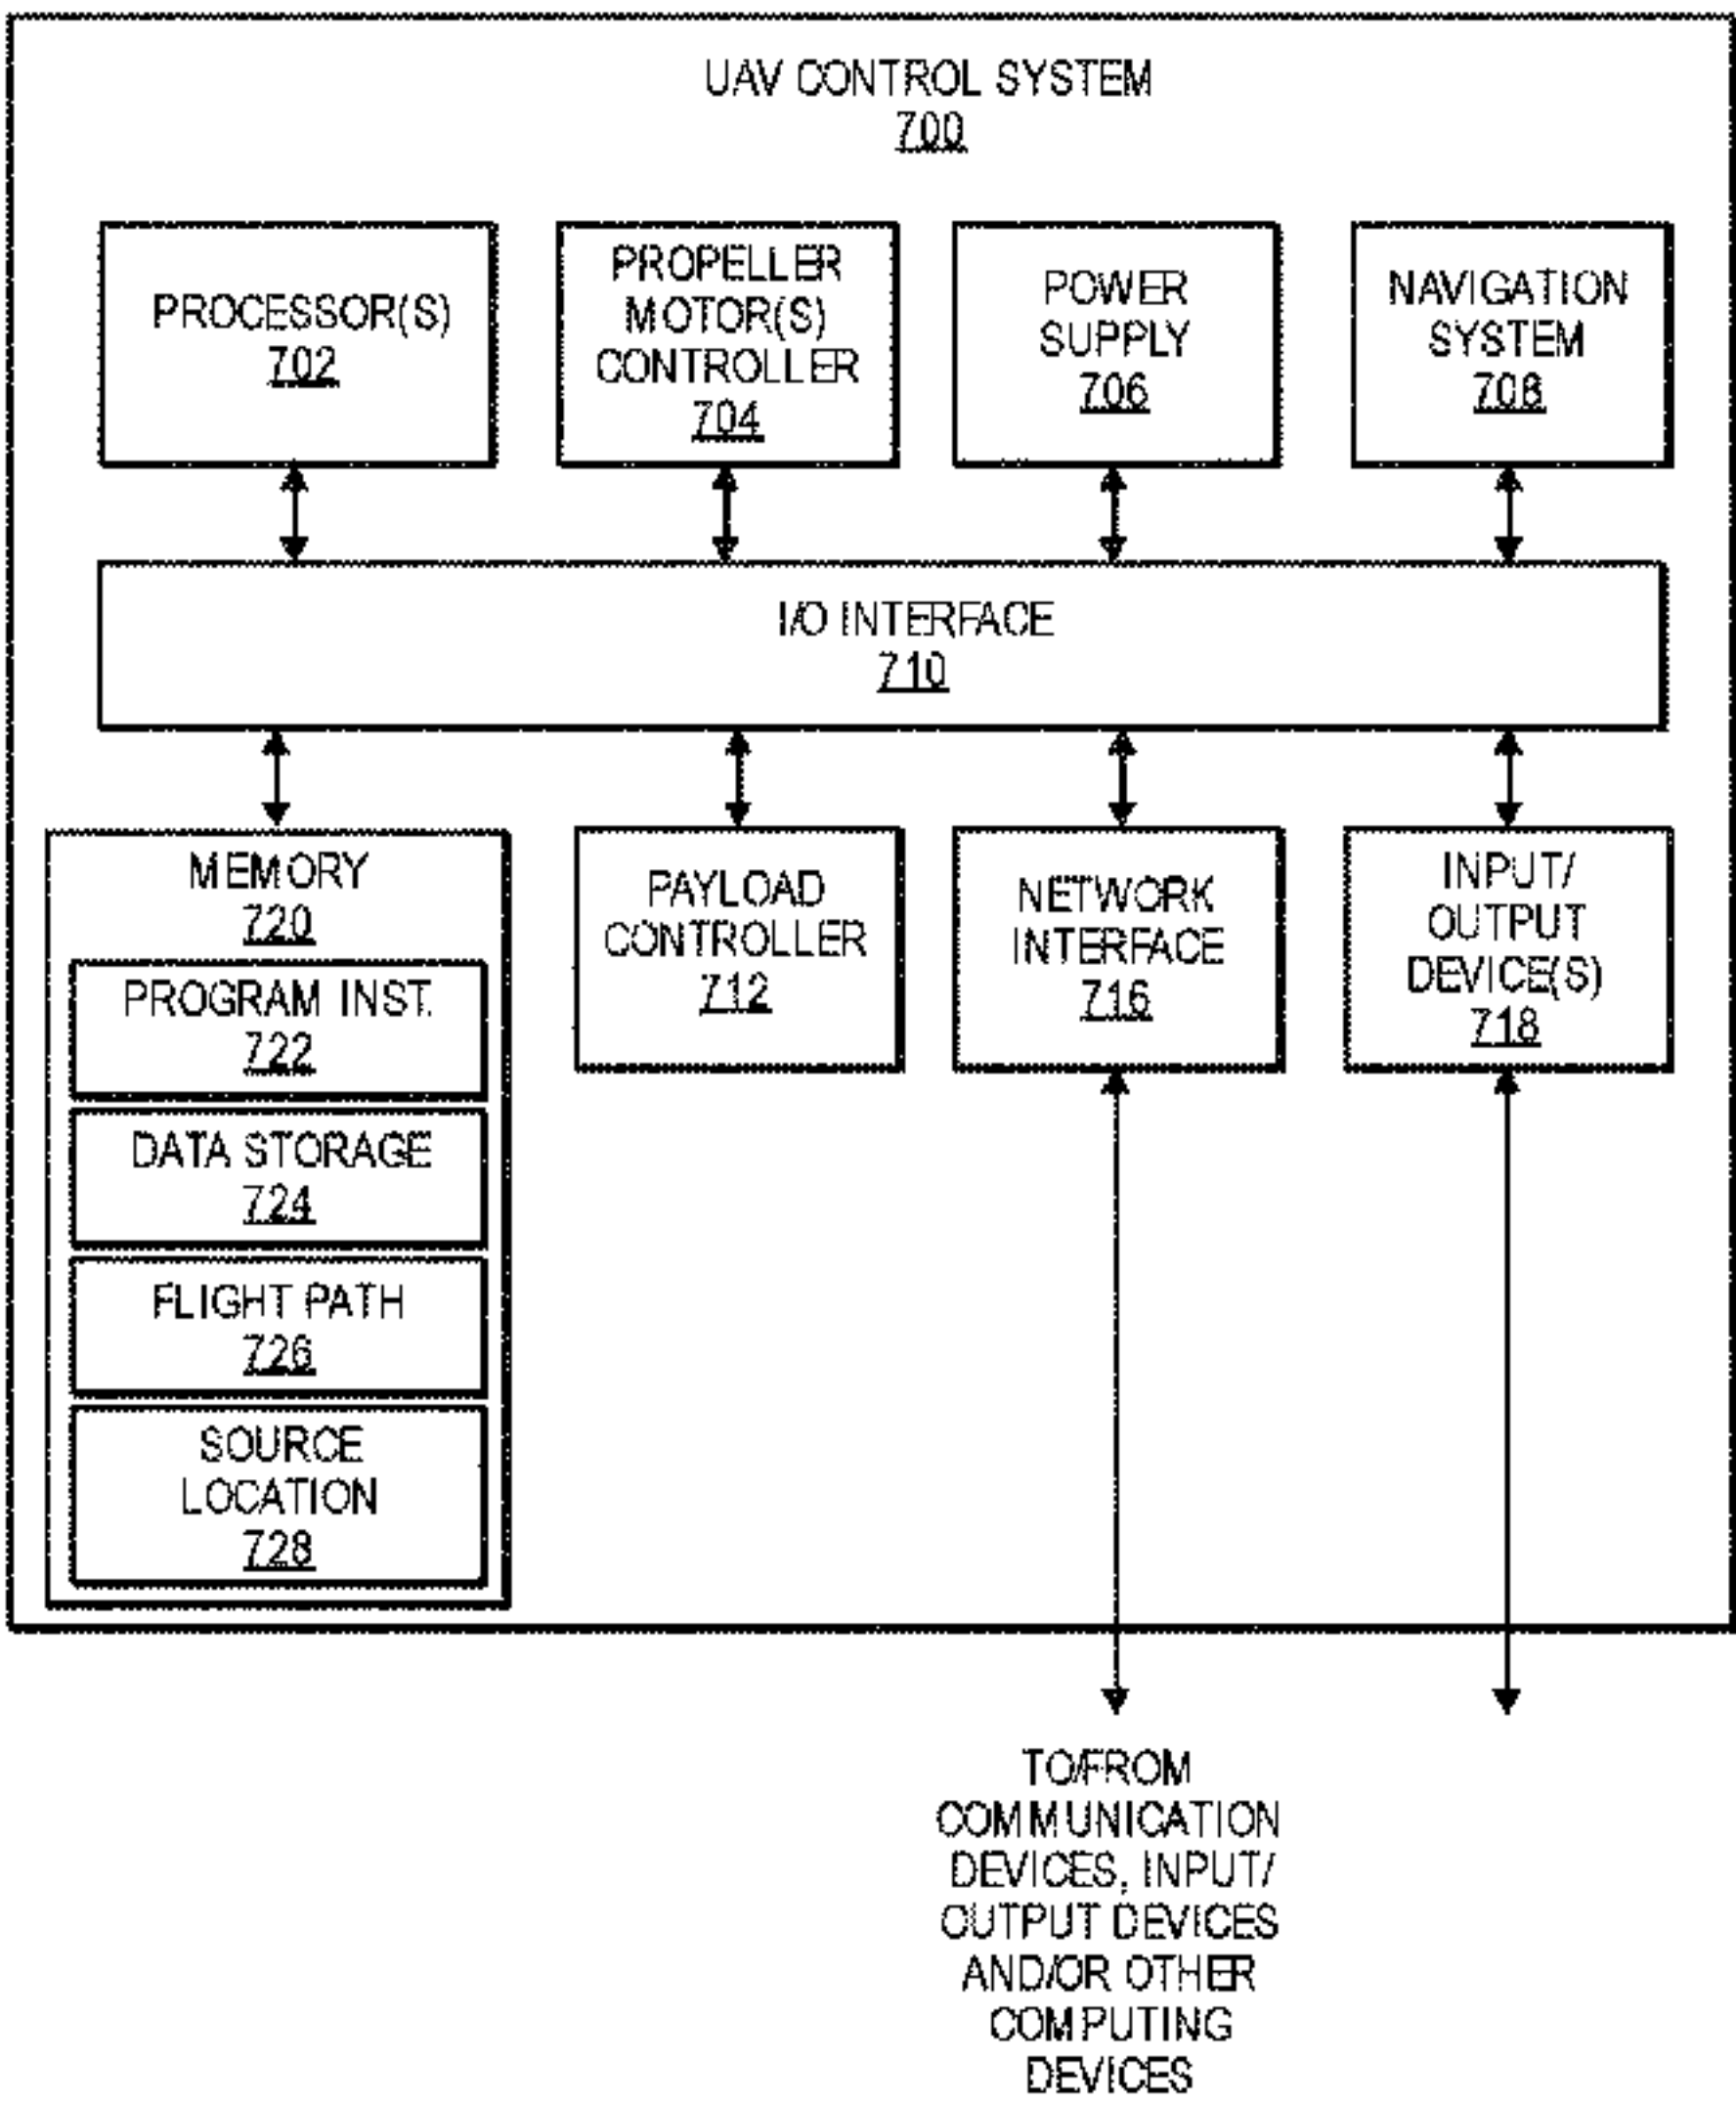 UAV CONTROL SYSTEM
700
PROCESSOR(S)
702
PROPELLER
MOTOR(S)
CONTROLLER
704
POWER
SUPPLY
706
NAVIGATION
SYSTEM
708
I/O INTERFACE
710
MEMORY
720
PROGRAM INST.
722
DATA STORAGE
724
FLIGHT PATH
726
SOURCE
LOCATION
728
PAYLOAD
CONTROLLER
712
NETWORK
INTERFACE
716
INPUT/
OUTPUT
DEVICE(S)
718
TO/FROM
COMMUNICATION
DEVICES, INPUT/
OUTPUT DEVICES
AND/OR OTHER
COMPUTING
DEVICES